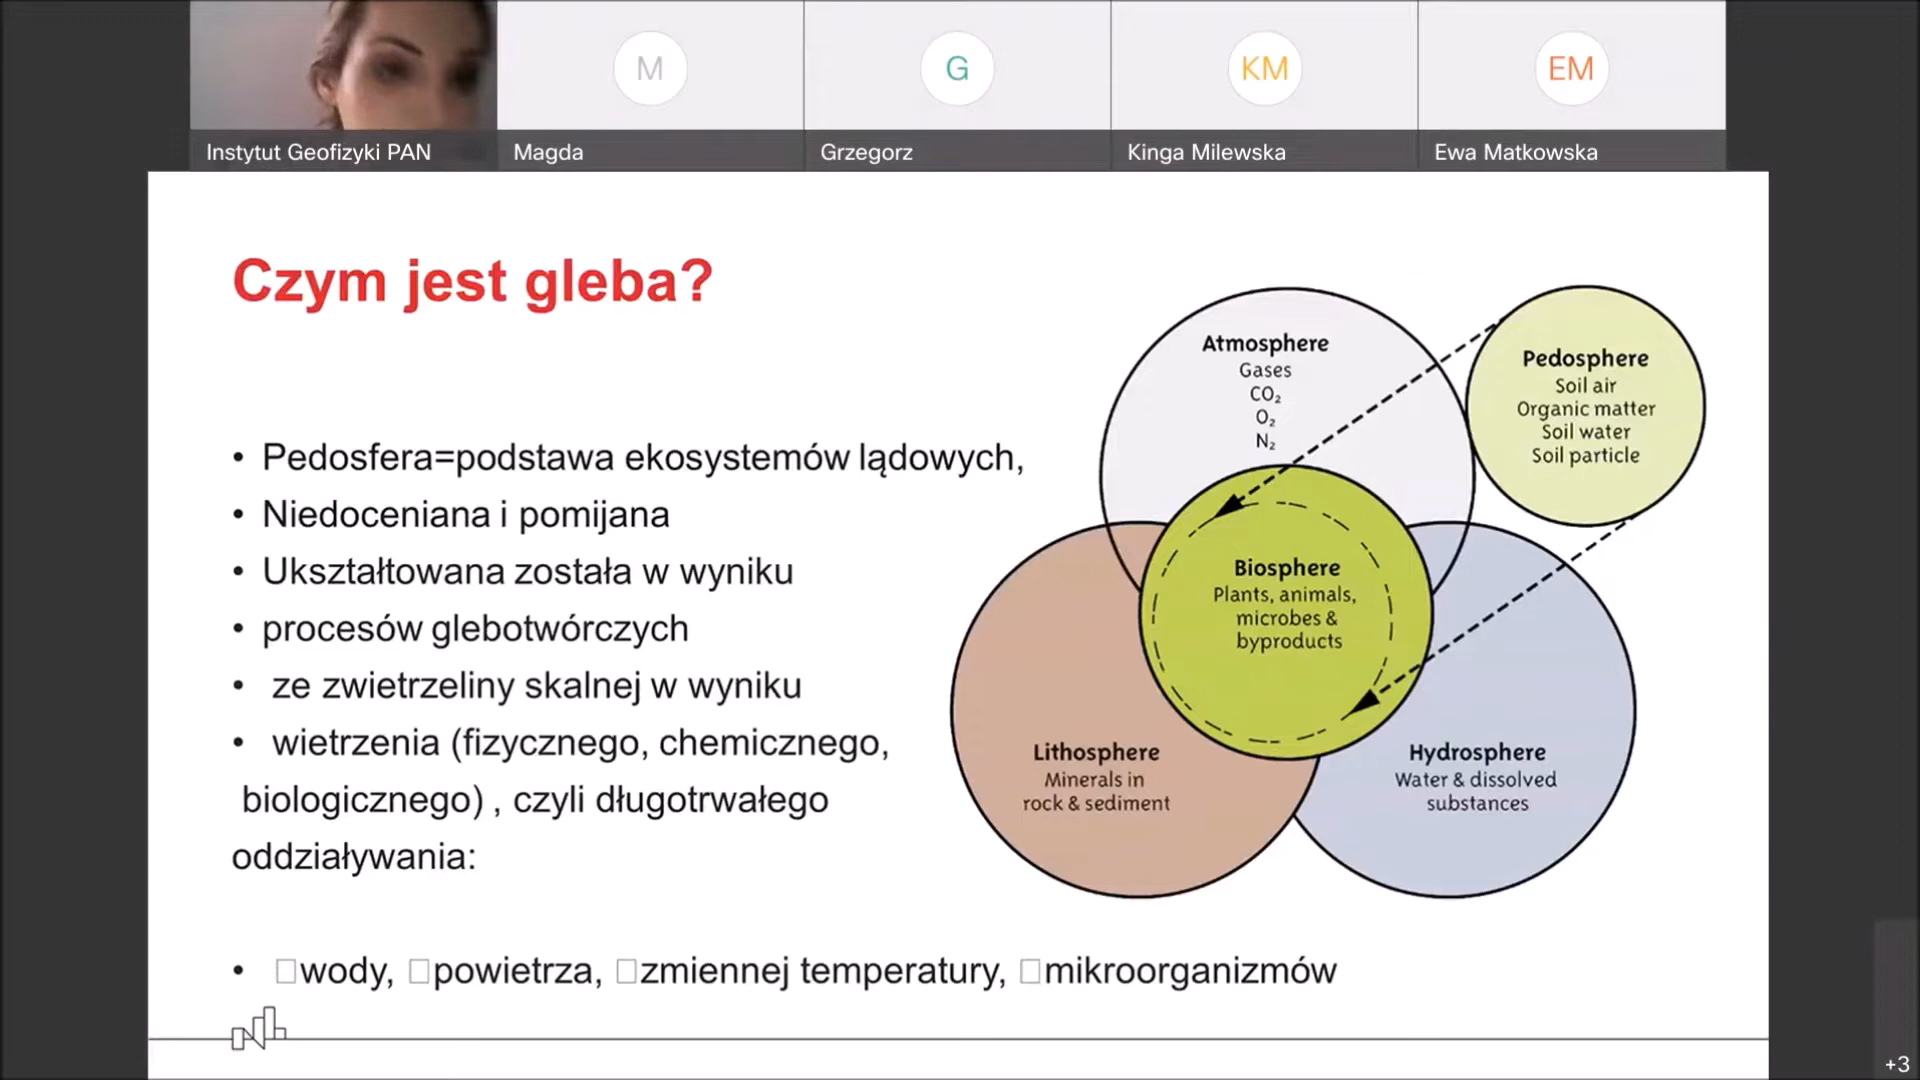 M
G
KM
EM
Instytut Geofizyki PAN
Magda
Grzegorz
Kinga Milewska
Ewa Matkowska
Czym jest gleba?
• Pedosfera=podstawa ekosystemów lądowych,
• Niedoceniana i pomijana
• Ukształtowana została w wyniku
• procesów glebotwórczych
• ze zwietrzeliny skalnej w wyniku
• wietrzenia (fizycznego, chemicznego,
biologicznego) , czyli długotrwałego
oddziaływania:
• □wody, □powietrza, □zmiennej temperatury, □mikroorganizmów
Atmosphere
Gases
CO₂
O₂
N₂
Pedosphere
Soil air
Organic matter
Soil water
Soil particle
Biosphere
Plants, animals,
microbes &
byproducts
Lithosphere
Minerals in
rock & sediment
Hydrosphere
Water & dissolved
substances
+3